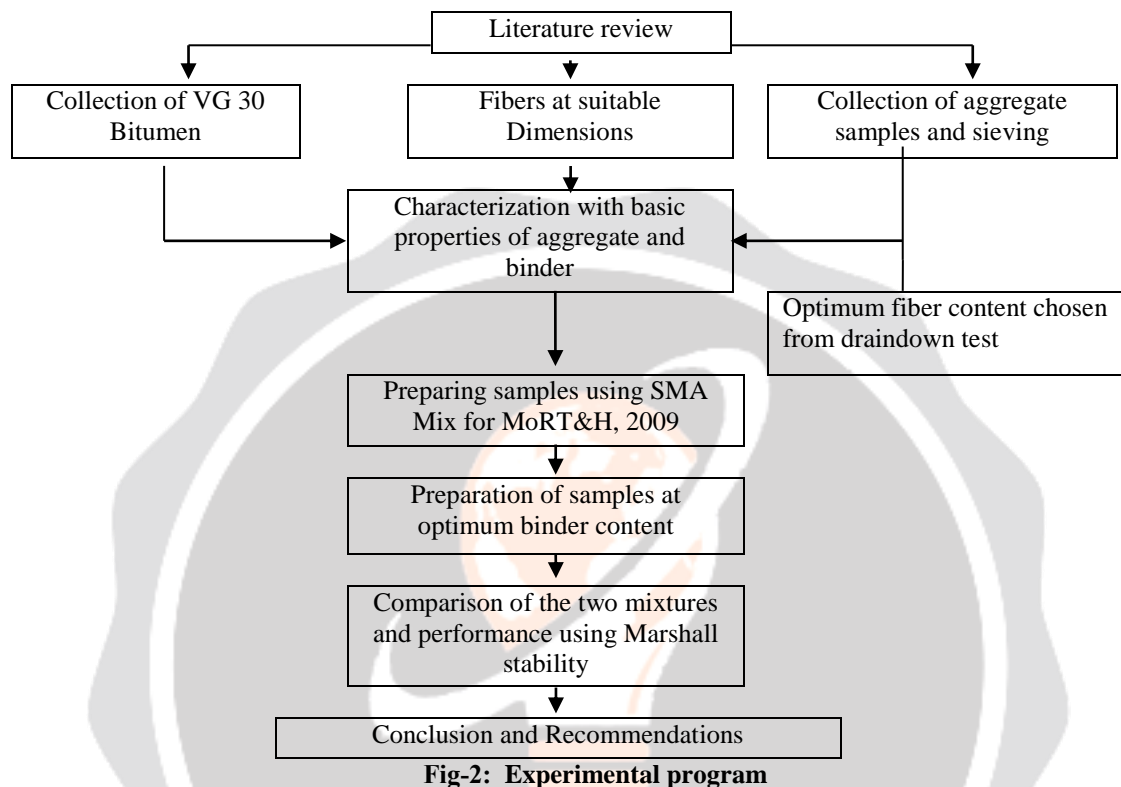 Literature review
Collection of VG 30
Bitumen
Fibers at suitable
Dimensions
Collection of aggregate
samples and sieving
Characterization with basic
properties of aggregate and
binder
Optimum fiber content chosen
from draindown test
Preparing samples using SMA
Mix for MoRT&H, 2009
Preparation of samples at
optimum binder content
Comparison of the two mixtures
and performance using Marshall
stability
Conclusion and Recommendations
Fig-2: Experimental program